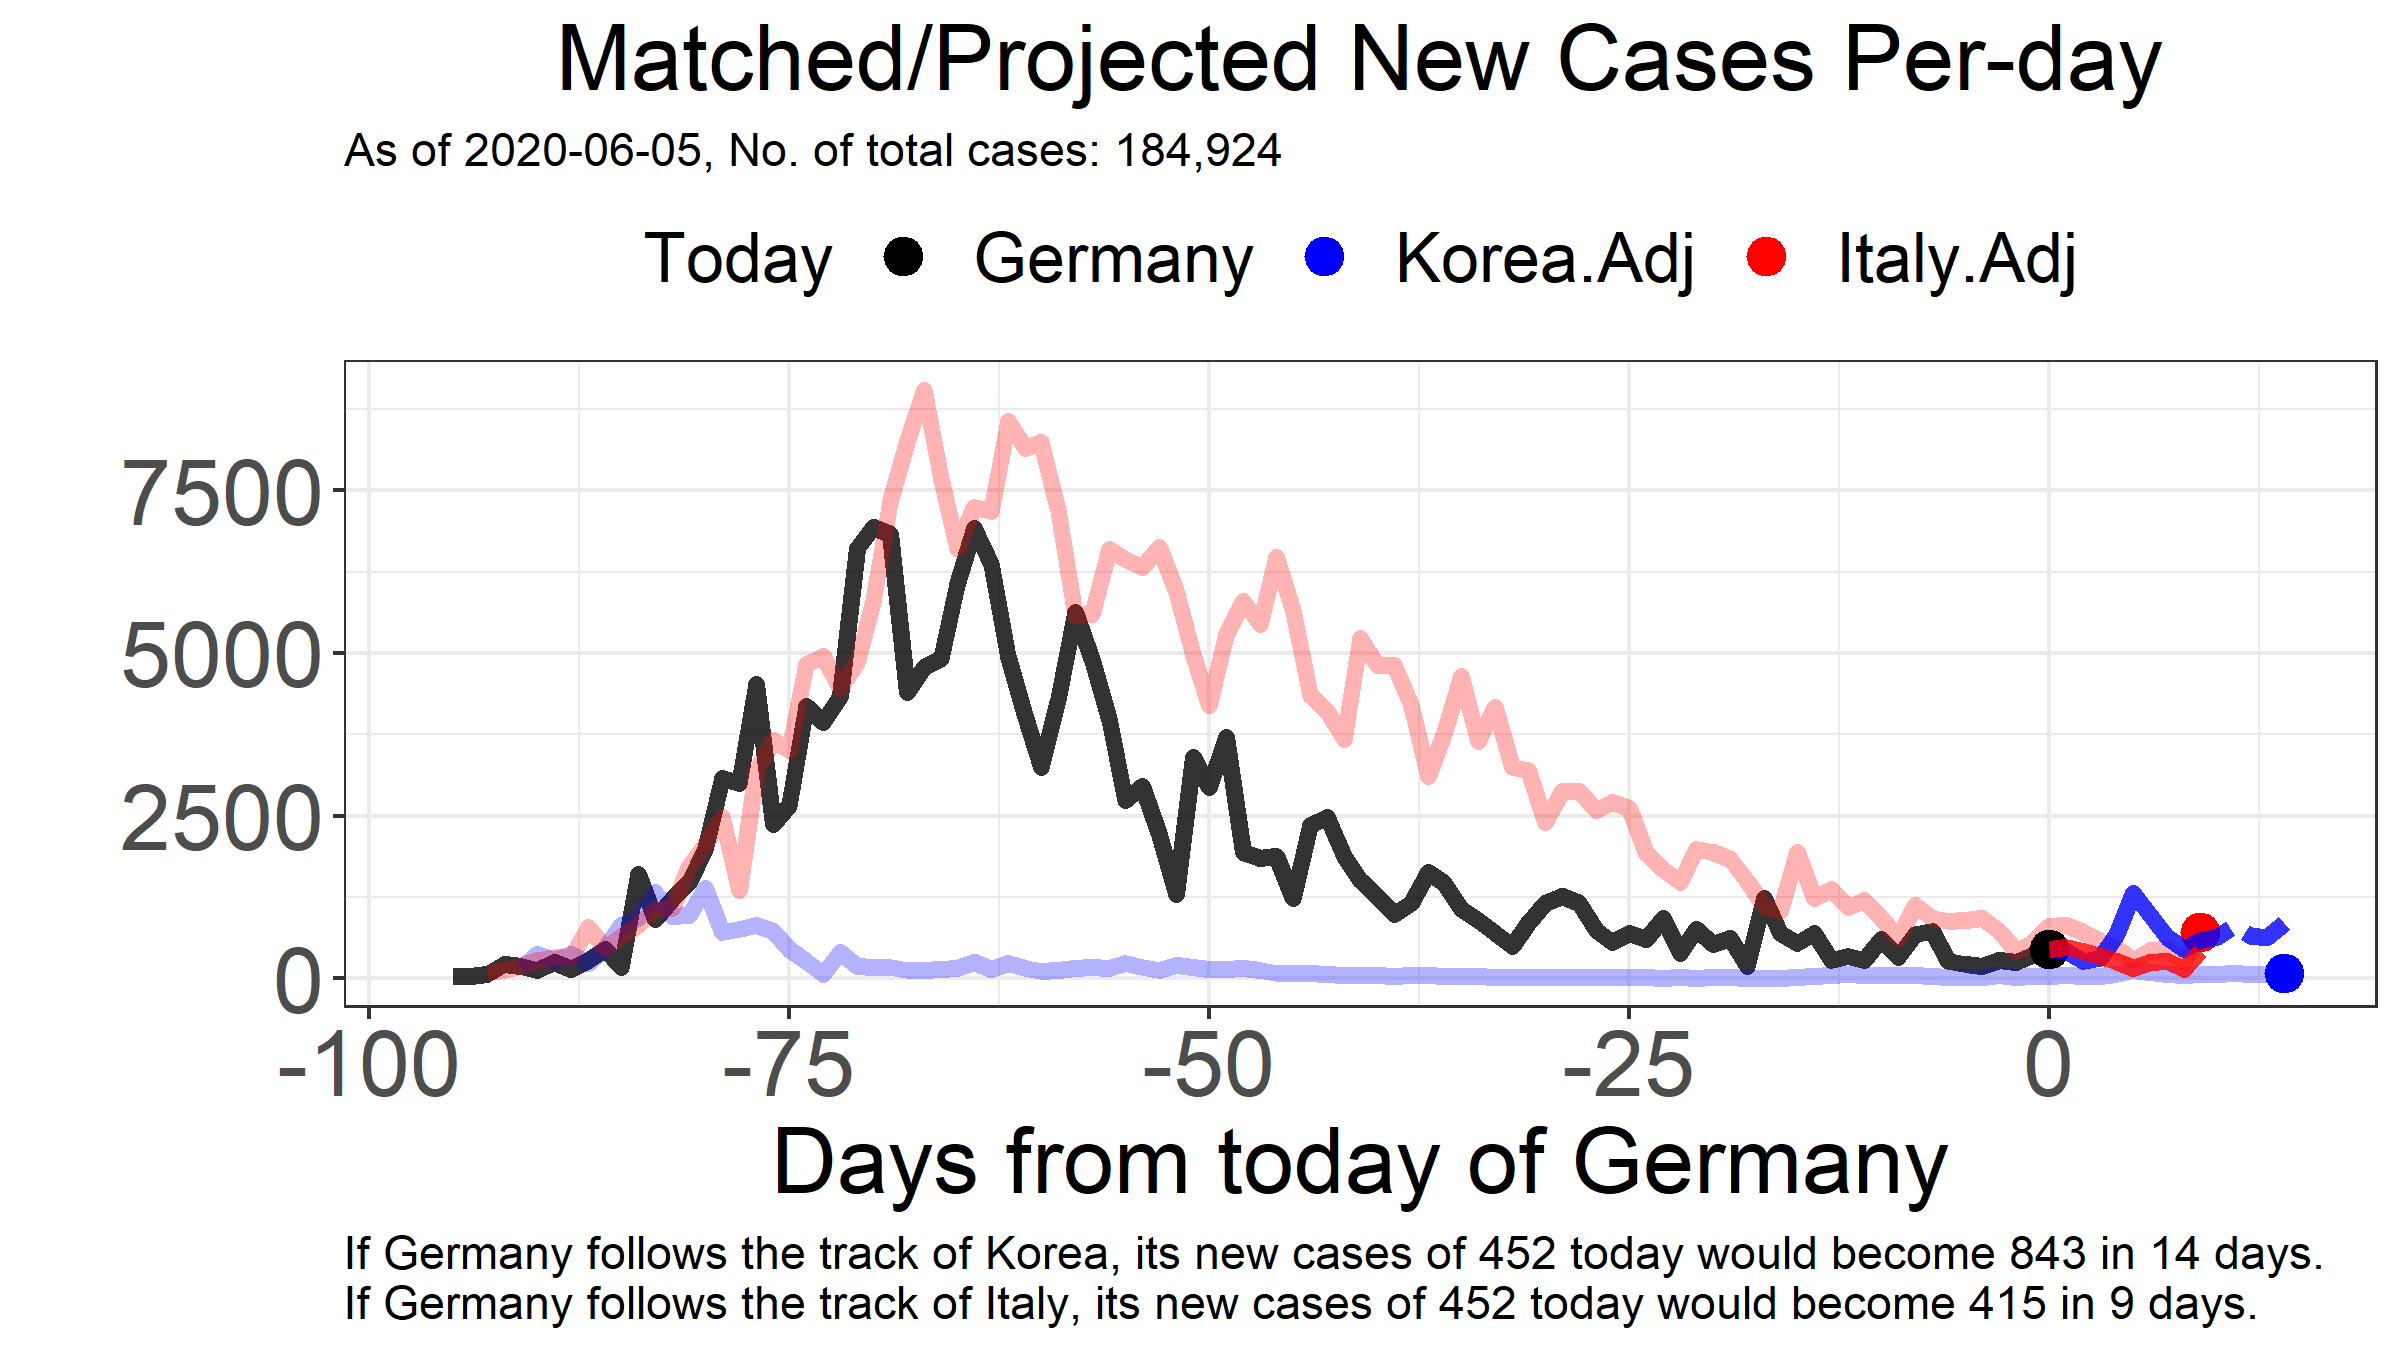 Matched/Projected New Cases Per-day
As of 2020-06-05, No. of total cases: 184,924
Today Germany Korea.Adj Italy.Adj
7500
5000
2500
0
-100 -75 -50 -25 0
Days from today of Germany
If Germany follows the track of Korea, its new cases of 452 today would become 843 in 14 days.
If Germany follows the track of Italy, its new cases of 452 today would become 415 in 9 days.